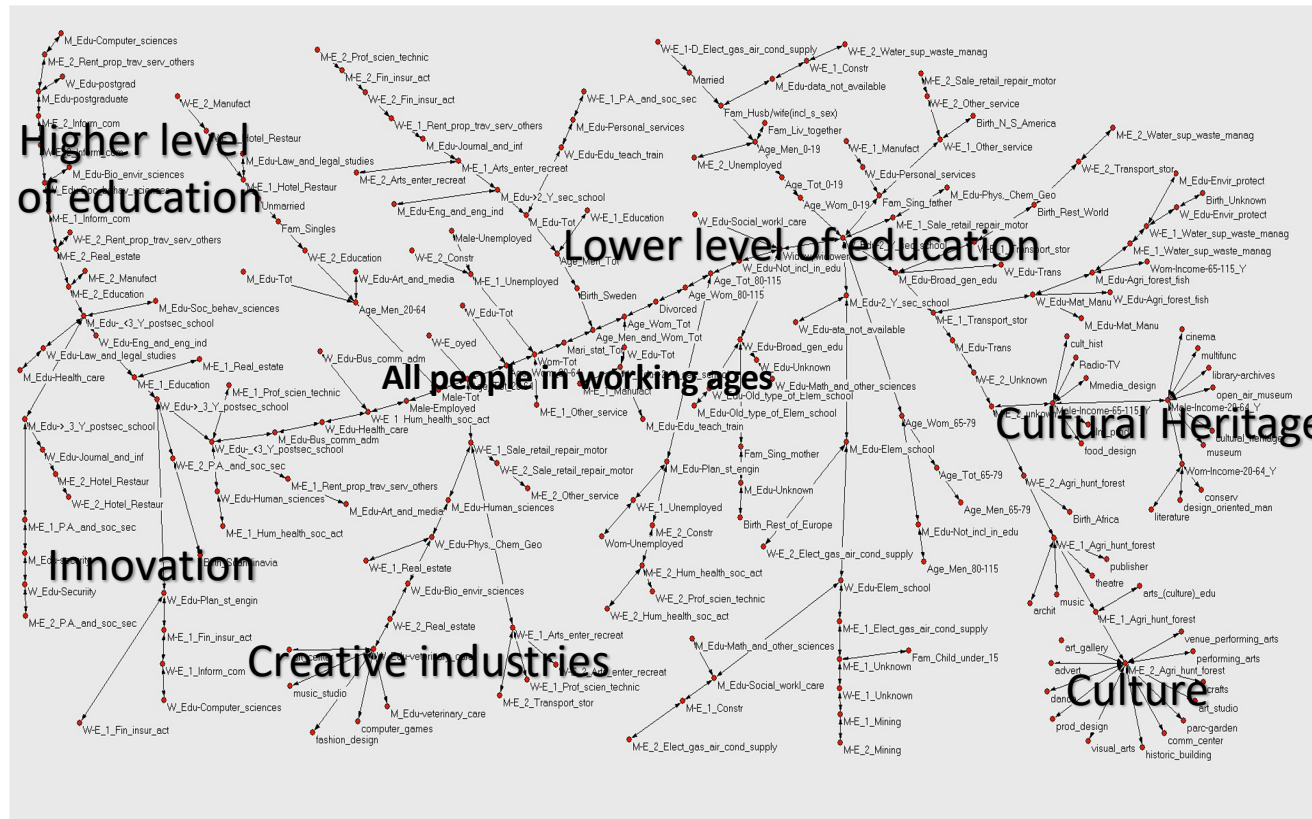 M_Edu-Computer_sciences
M-E_2_Rent_prop_trav_serv_others
W_Edu-postgrad
M_Edu-postgraduate
M-E_2_Inform_com
Higher level
of education
M_Edu-Bio_envir_sciences
M-E_1_Inform_com
W-E_2_Rent_prop_trav_serv_others
M-E_2_Real_estate
W-E_2_Manufact
M-E_2_Manufact
M-E_2_Education
M_Edu-Soc_behav_sciences
M_Edu-_<3_Y_postsec_school
W_Edu-Eng_and_eng_ind
W_Edu-Law_and_legal_studies
M_Edu-Health_care
M-E_1_Real_estate
M-E_1_Education
M-E_1_Prof_scien_technic
W_Edu->_3_Y_postsec_school
M_Edu->_3_Y_postsec_school
W_Edu-_<3_Y_postsec_school
W_Edu-Journal_and_inf
M-E_2_Hotel_Restaur
W-E_2_Hotel_Restaur
W-E_2_P.A._and_soc_sec
M-E_1_Rent_prop_trav_serv_others
W_Edu-Human_sciences
M_Edu-Art_and_media
M-E_1_P.A._and_soc_sec
M-E_1_Hum_health_soc_act
Innovation
W_Edu-Plan_st_engin
M-E_2_P.A._and_soc_sec
M-E_1_Fin_insur_act
W-E_1_Inform_com
W_Edu-Computer_sciences
W-E_1_Fin_insur_act
M-E_2_Prof_scien_technic
M-E_2_Fin_insur_act
W-E_2_Fin_insur_act
W-E_1_Rent_prop_trav_serv_others
M_Edu-Journal_and_inf
M-E_1_Arts_enter_recreat
M-E_2_Arts_enter_recreat
M_Edu-Eng_and_eng_ind
M_Edu-Law_and_legal_studies
M-E_1_Hotel_Restaur
Unmarried
Fam_Singles
W-E_2_Education
M_Edu-Tot
W_Edu-Art_and_media
Age_Men_20-64
W-E_1_P.A._and_soc_sec
M_Edu-Personal_services
W_Edu-Edu_teach_train
M_Edu->2_Y_sec_school
W-E_1_Education
M_Edu-Tot
Male-Unemployed
W-E_2_Constr
M-E_1_Unemployed
Age_Men_Tot
Birth_Sweden
W_Edu-Tot
W_Edu-Bus_comm_adm
All people in working ages
Male-Employed
W-E_1_Hum_health_soc_act
W_Edu-Health_care
M_Edu-Bus_comm_adm
M-E_1_Other_service
W-E_1_Sale_retail_repair_motor
W-E_2_Sale_retail_repair_motor
M-E_2_Other_service
M_Edu-Human_sciences
W_Edu-Phys_Chem_Geo
W-E_1_Real_estate
W_Edu-Bio_envir_sciences
W-E_2_Real_estate
Creative industries
W-E_1_Arts_enter_recreat
W-E_1_Prof_scien_technic
M-E_2_Transport_stor
music_studio
M_Edu-veterinary_care
computer_games
fashion_design
W-E_1-D_Elect_gas_air_cond_supply
W-E_2_Water_sup_waste_manag
Married
W-E_1_Constr
M_Edu-data_not_available
Fam_Husb/wife(incl_s_sex)
Fam_Liv_together
Age_Men_0-19
M-E_2_Unemployed
Age_Tot_0-19
Age_Wom_0-19
M-E_2_Sale_retail_repair_motor
W-E_2_Other_service
Birth_N_S_America
W-E_1_Other_service
W-E_1_Manufact
W_Edu-Personal_services
Fam_Sing_father
M_Edu-Phys,_Chem_Geo
M-E_1_Sale_retail_repair_motor
Birth_Rest_World
W_Edu-Social_workl_care
Lower level of education
W_Edu-Not_incl_in_edu
Age_Tot_80-115
Age_Wom_80-115
Divorced
Age_Wom_Tot
Age_Men_and_Wom_Tot
Mari_stat_Tot
Wom-Tot
W_Edu-Tot
M_Edu-Broad_gen_edu
W_Edu-Trans
M_Edu-2_Y_sec_school
M-E_1_Transport_stor
W_Edu-ata_not_available
W_Edu-Broad_gen_edu
W_Edu-Unknown
W_Edu-Math_and_other_sciences
W_Edu-Old_type_of_Elem_school
M_Edu-Old_type_of_Elem_school
M_Edu-Edu_teach_train
Fam_Sing_mother
M_Edu-Plan_st_engin
M_Edu-Unknown
W-E_1_Unemployed
W-E_1_Manufact
M-E_2_Constr
Birth_Rest_of_Europe
Wom-Unemployed
M-E_2_Hum_health_soc_act
W-E_2_Prof_scien_technic
W-E_2_Hum_health_soc_act
M_Edu-Elem_school
Age_Wom_65-79
Age_Tot_65-79
Age_Men_65-79
M_Edu-Not_incl_in_edu
Age_Men_80-115
W-E_2_Elect_gas_air_cond_supply
W_Edu-Elem_school
M-E_1_Elect_gas_air_cond_supply
M_Edu-Math_and_other_sciences
Fam_Child_under_15
M-E_1_Unknown
M_Edu-Social_workl_care
W-E_1_Unknown
M-E_1_Constr
M-E_1_Mining
M-E_2_Elect_gas_air_cond_supply
M-E_2_Mining
M-E_2_Water_sup_waste_manag
W-E_2_Transport_stor
M_Edu-Envir_protect
Birth_Unknown
W_Edu-Envir_protect
W-E_1_Water_sup_waste_manag
M-E_1_Water_sup_waste_manag
Wom-Income-65-115_Y
M_Edu-Agri_forest_fish
W_Edu-Agri_forest_fish
W_Edu-Mat_Manu
M_Edu-Mat_Manu
M_Edu-Trans
W-E_2_Unknown
cult_hist
Radio-TV
Mmedia_design
cinema
multifunc
library-archives
open_air_museum
Male-Income-65-115_Y
Male-Income-20-64_Y
Cultural Heritage
food_design
museum
Wom-Income-20-64_Y
conserv
design_oriented_man
literature
W-E_2_Agri_hunt_forest
Birth_Africa
W-E_1_Agri_hunt_forest
publisher
theatre
music
archit
arts_(culture)_edu
M-E_1_Agri_hunt_forest
venue_performing_arts
art_gallery
performing_arts
advert
M-E_2_Agri_hunt_forest
Culture
crafts
art_studio
prod_design
parc-garden
comm_center
visual_arts
historic_building